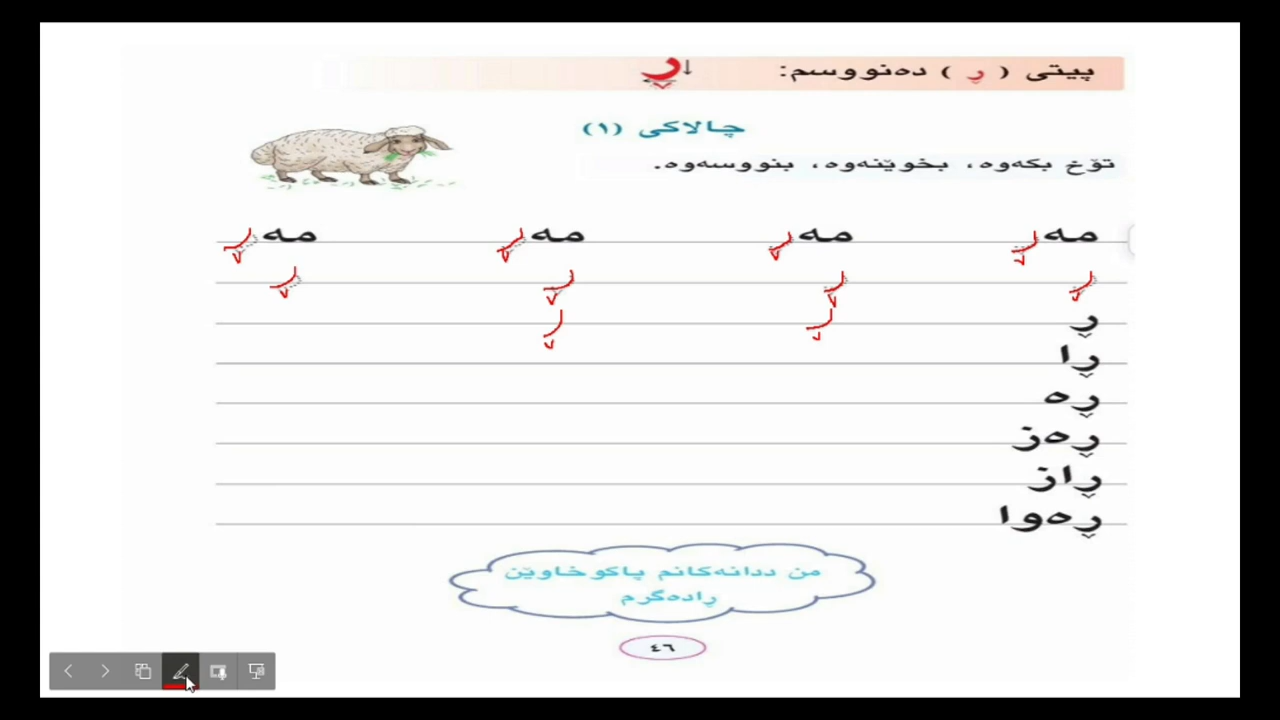 پیتی ( ڕ ) دەنووسم: ڕ
چالاکی (١)
تۆخ بکەوە، بخوێنەوە، بنووسەوە.
مەڕ مەڕ مەڕ مەڕ
ڕ ڕ ڕ ڕ
ڕ ڕ ڕ
ڕا
ڕە
ڕەز
ڕاز
ڕەوا
من ددانەکانم پاکوخاوێن
ڕادەگرم
٤٦